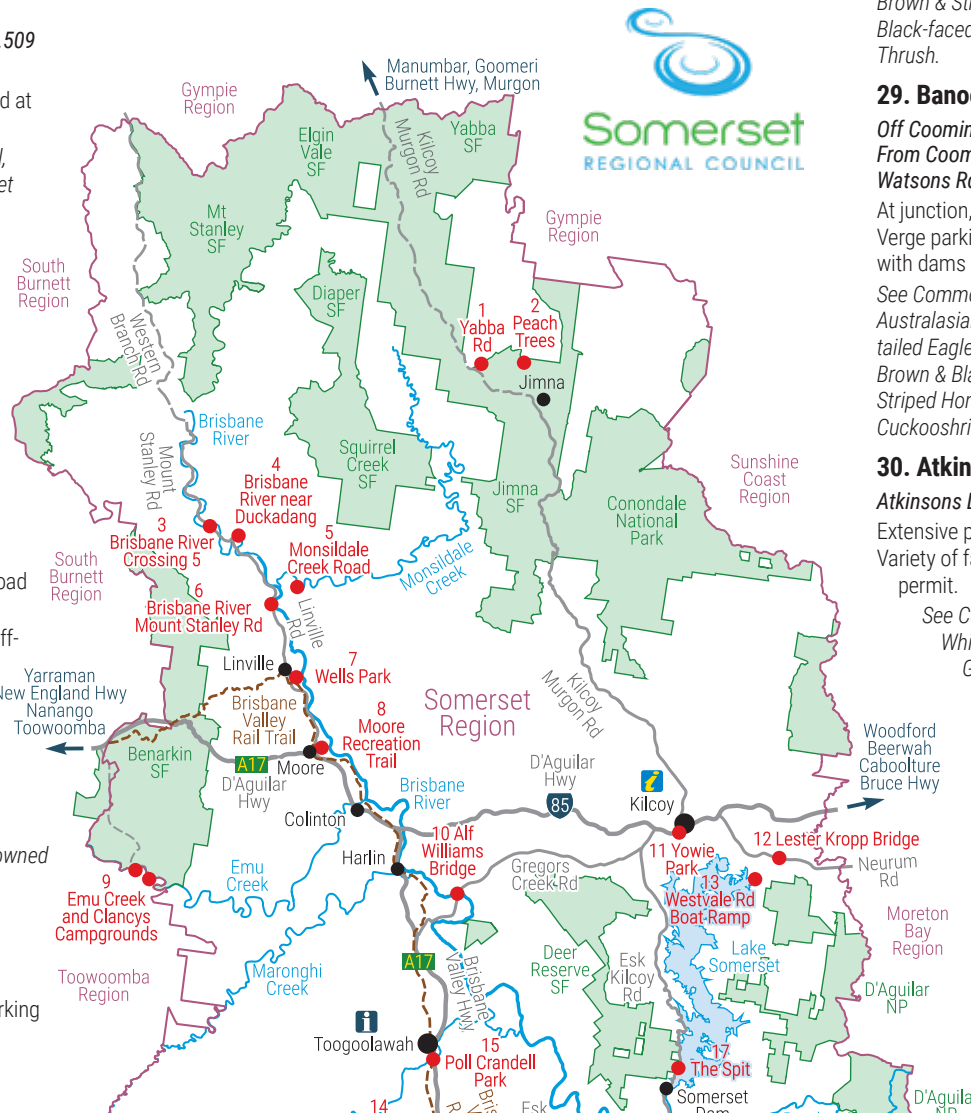 .509
d at
l,
et
oad
ff-
owned
rking
Somerset
REGIONAL COUNCIL
Manumbar, Goomeri
Burnett Hwy, Murgon
Gympie
Region
Elgin
Vale
SF
Yabba
SF
Kilcoy
Murgon Rd
Mt
Stanley
SF
Gympie
Region
South
Burnett
Region
Diaper
SF
Western
Branch Rd
1
Yabba
Rd
2
Peach
Trees
Jimna
Brisbane
River
Mount
Stanley Rd
Squirrel
Creek
SF
4
Brisbane
River near
Duckadang
Jimna
SF
Conondale
National
Park
Sunshine
Coast
Region
3
Brisbane River
Crossing 5
5
Monsildale
Creek Road
Monsildale
Creek
South
Burnett
Region
6
Brisbane River
Mount Stanley Rd
Linville
Rd
Linville
7
Wells Park
Yarraman
New England Hwy
Nanango
Toowoomba
Brisbane
Valley
Rail Trail
8
Moore
Recreation
Trail
Somerset
Region
Kilcoy
Murgon Rd
Woodford
Beerwah
Caboolture
Bruce Hwy
Benarkin
SF
A17
Moore
D'Aguilar
Hwy
Brisbane
River
D'Aguilar
Hwy
85
i
Kilcoy
Colinton
10 Alf
Williams
Bridge
Harlin
Gregors
Creek Rd
11 Yowie
Park
12 Lester Kropp Bridge
Neurum
Rd
Emu
Creek
9
Emu Creek
and Clancys
Campgrounds
13
Westvale Rd
Boat Ramp
Moreton
Bay
Region
Toowoomba
Region
Maronghi
Creek
A17
Brisbane
Valley Hwy
Deer
Reserve
SF
Esk
Kilcoy
Rd
Lake
Somerset
D'Aguilar
NP
i
Toogoolawah
15
Poll Crandell
Park
17
The Spit
14
Esk
Somerset
Dam
D'Aguila
Brown & Str
Black-faced
Thrush.
29. Banoo
Off Coomin
From Coom
Watsons Ro
At junction,
Verge parki
with dams
See Commo
Australasian
tailed Eagle
Brown & Bla
Striped Hon
Cuckooshri
30. Atkin
Atkinsons D
Extensive p
Variety of fa
permit.
See C
Whi
G